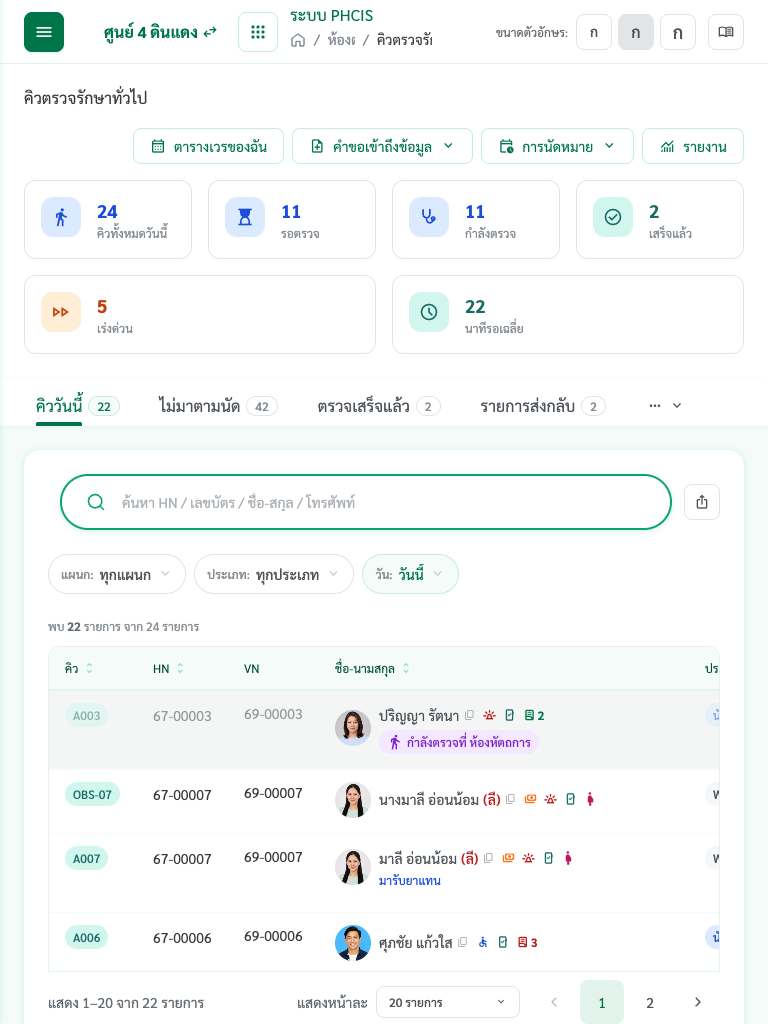 ศูนย์ 4 ดินแดง
ระบบ PHCIS
/ ห้อง / คิวตรวจรั
ขนาดตัวอักษร: ก ก ก
คิวตรวจรักษาทั่วไป
ตารางเวรของฉัน คำขอเข้าถึงข้อมูล การนัดหมาย รายงาน
24 11 11 2
คิวทั้งหมดวันนี้ รอตรวจ กำลังตรวจ เสร็จแล้ว
5 22
เร่งด่วน นาทีรอเฉลี่ย
คิววันนี้ 22 ไม่มาตามนัด 42 ตรวจเสร็จแล้ว 2 รายการส่งกลับ 2 ...
ค้นหา HN / เลขบัตร / ชื่อ-สกุล / โทรศัพท์
แผนก: ทุกแผนก ประเภท: ทุกประเภท วัน: วันนี้
พบ 22 รายการ จาก 24 รายการ
คิว HN VN ชื่อ-นามสกุล ประ
A003 67-00003 69-00003 ปริญญา รัตนา 2
กำลังตรวจที่ ห้องหัตถการ
OBS-07 67-00007 69-00007 นางมาลี อ่อนน้อม (ลี)
A007 67-00007 69-00007 มาลี อ่อนน้อม (ลี)
มารับยาแทน
A006 67-00006 69-00006 ศุภชัย แก้วใส 3
แสดง 1–20 จาก 22 รายการ แสดงหน้าละ 20 รายการ 1 2